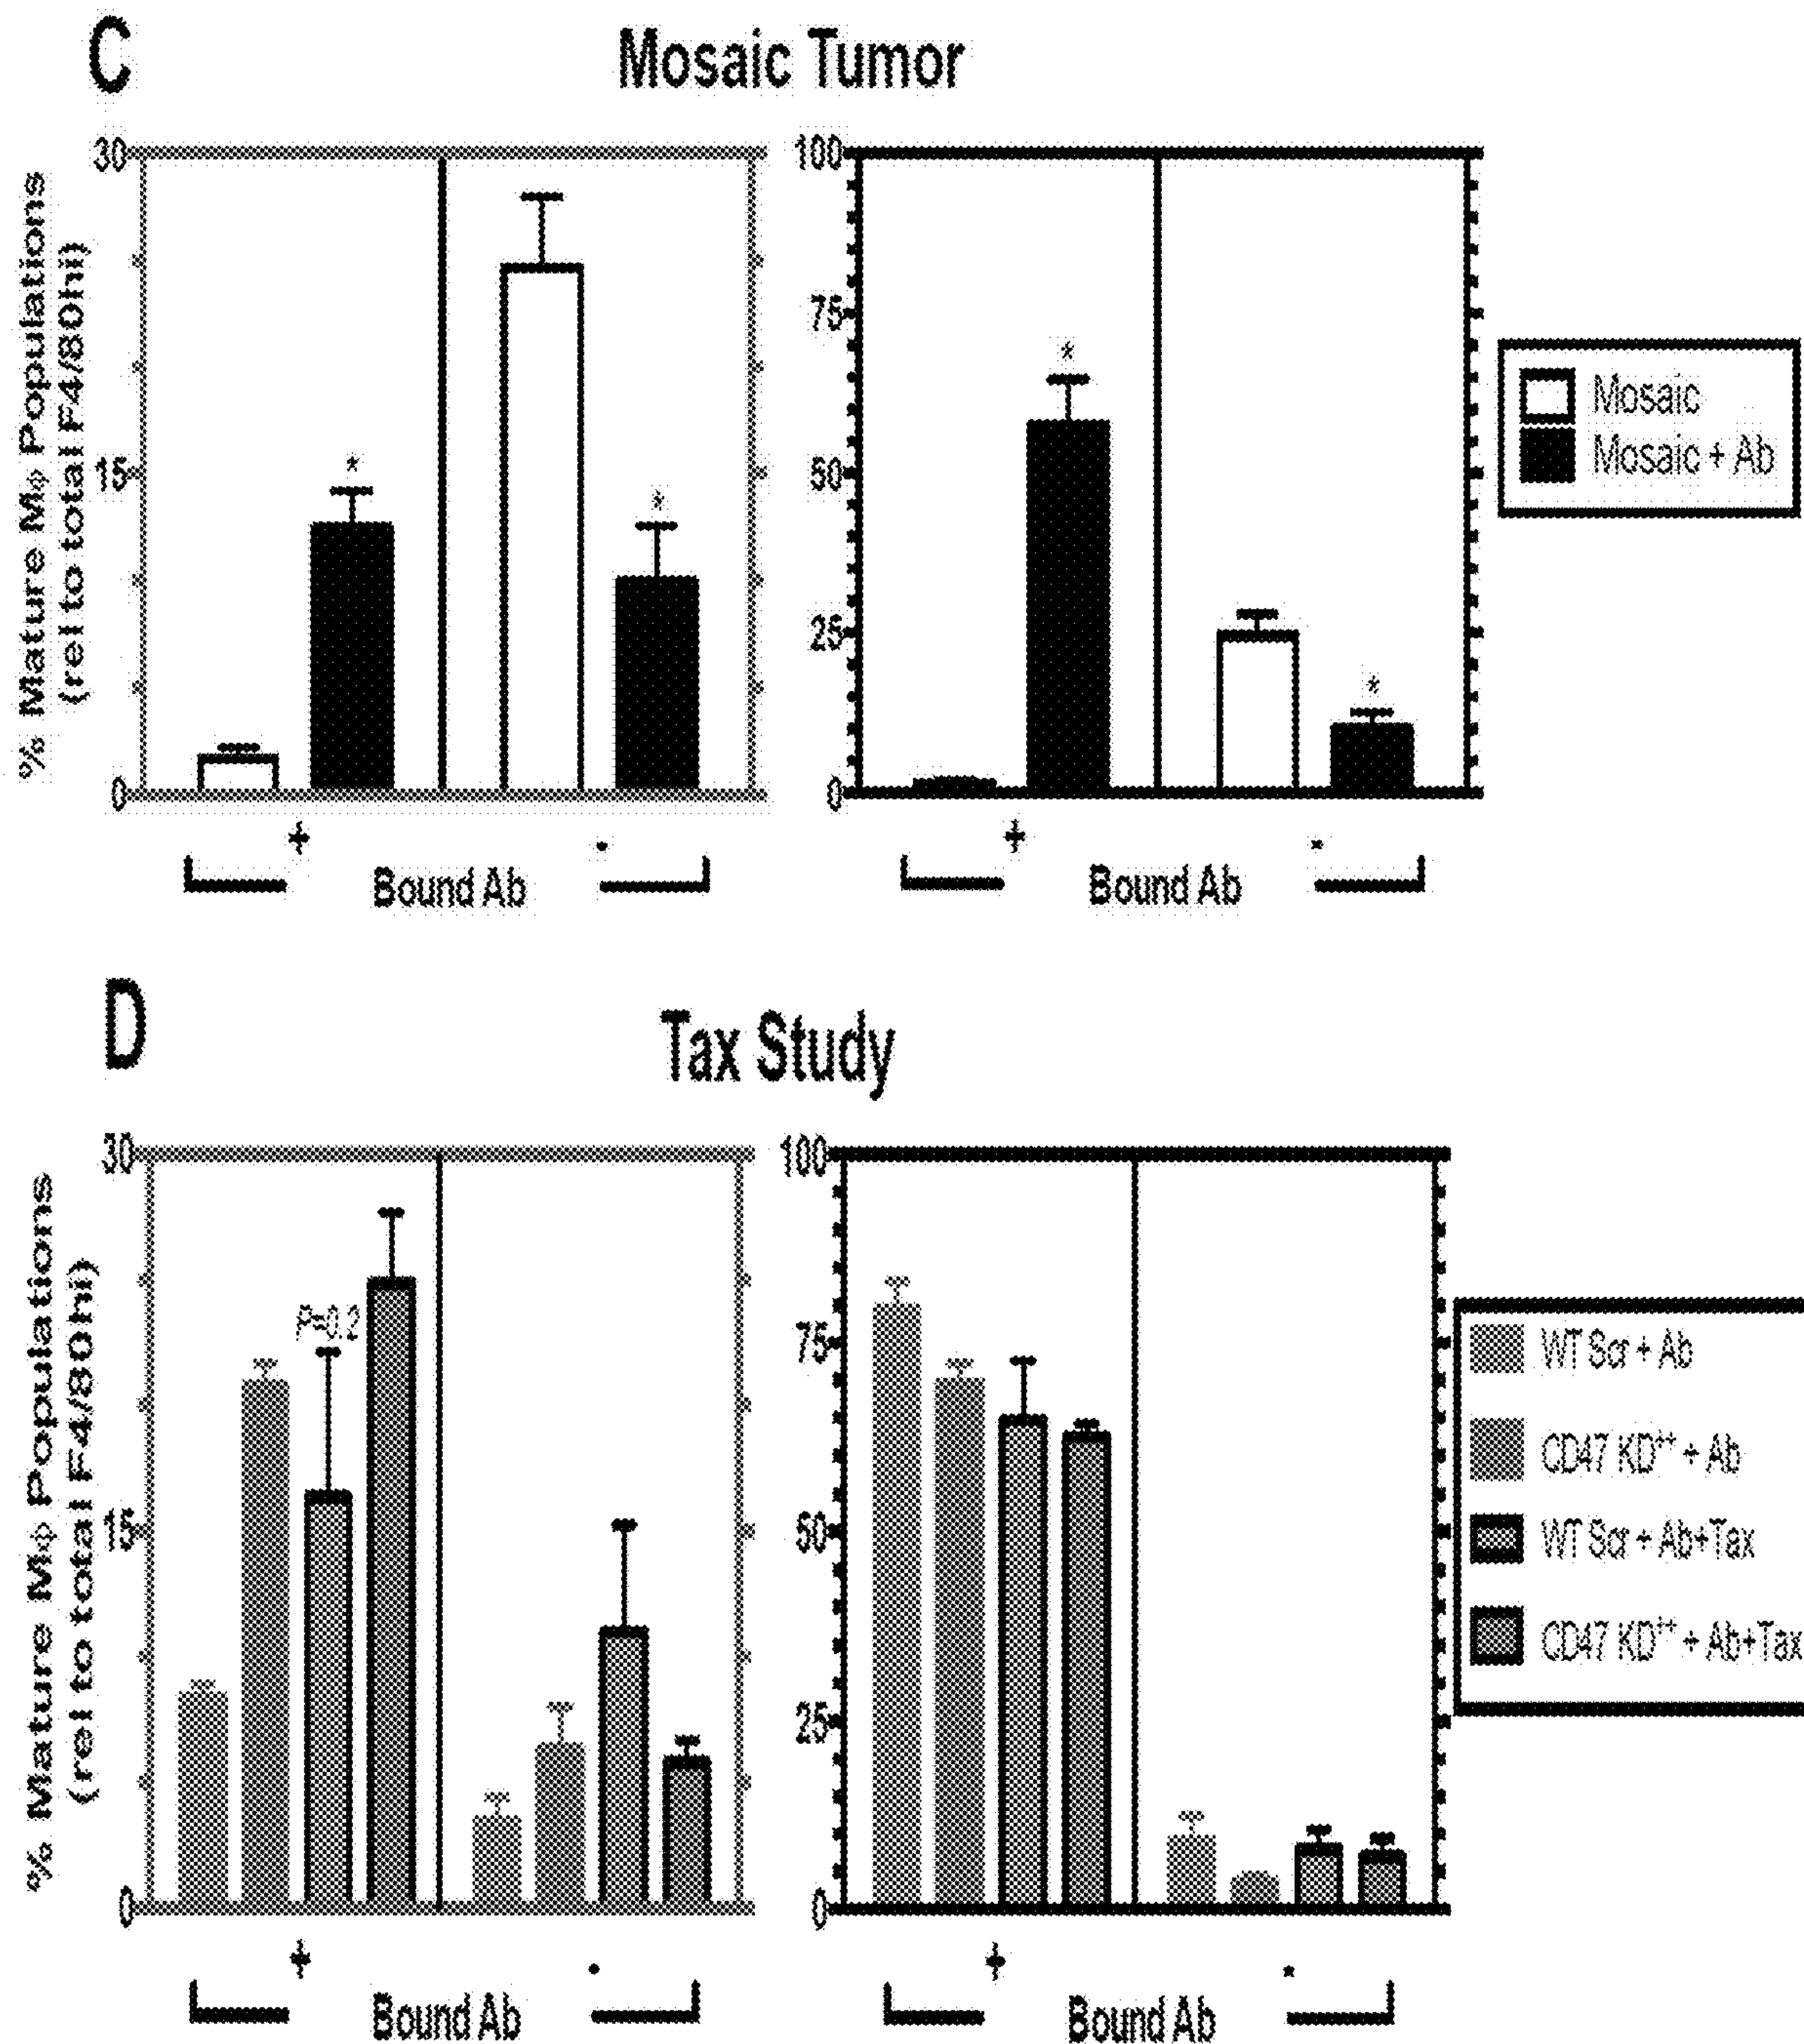 C
Mosaic Tumor
% Mature Mφ Populations
(rel to total F4/80hi)
30
15
0
*
*
+
-
Bound Ab
100
75
50
25
0
*
*
+
-
Bound Ab
Mosaic
Mosaic + Ab
D
Tax Study
% Mature Mφ Populations
(rel to total F4/80hi)
30
15
0
P=0.2
+
-
Bound Ab
100
75
50
25
0
+
-
Bound Ab
WT Scr + Ab
CD47 KD++ + Ab
WT Scr + Ab+Tax
CD47 KD++ + Ab+Tax